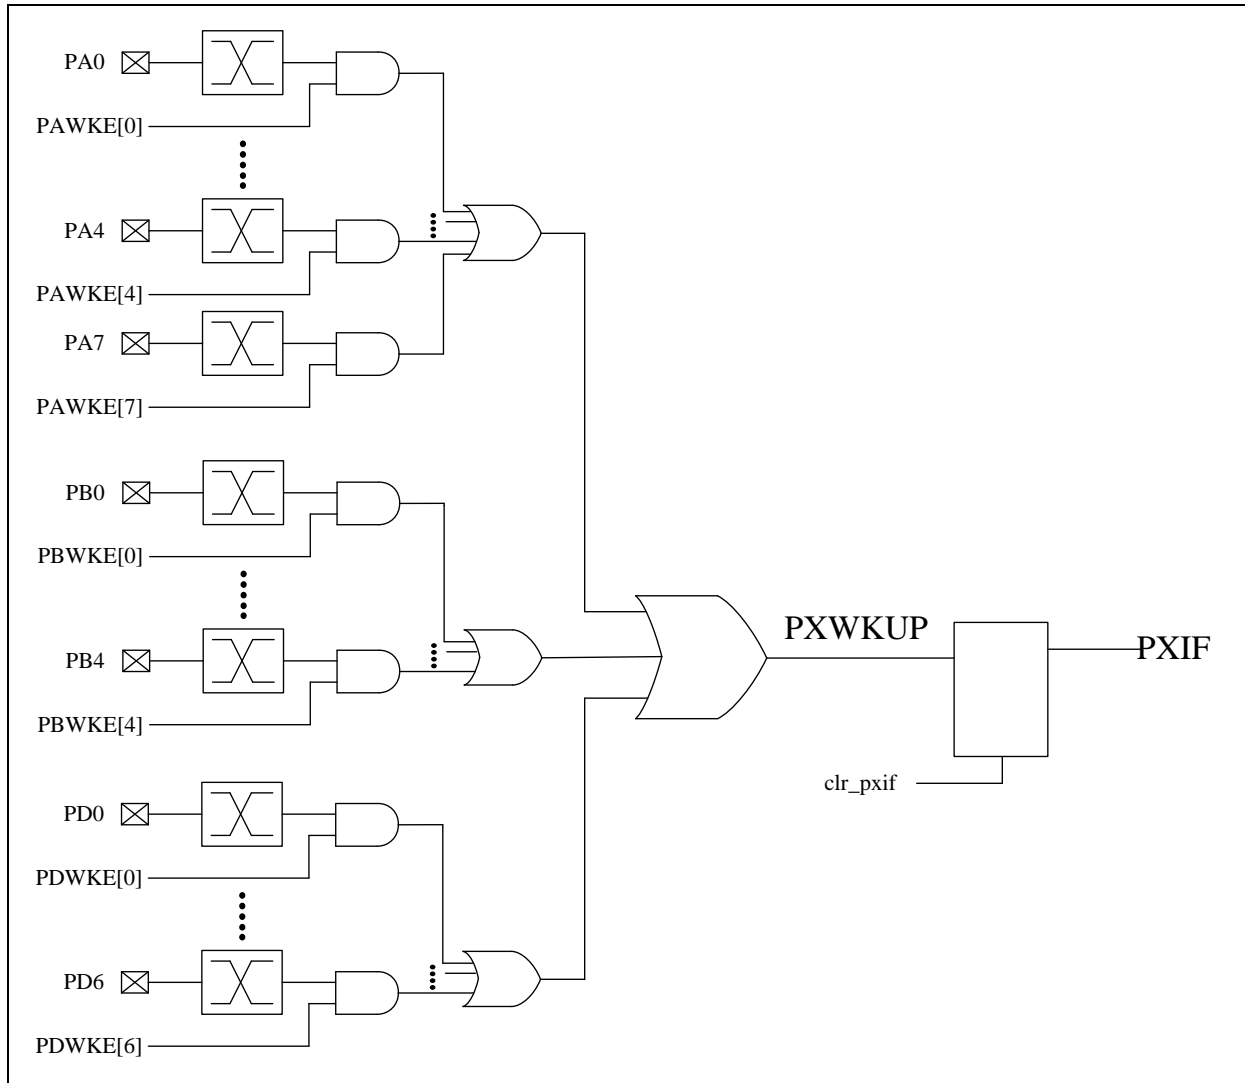 PA0
PAWKE[0]
PA4
PAWKE[4]
PA7
PAWKE[7]
PB0
PBWKE[0]
PB4
PBWKE[4]
PD0
PDWKE[0]
PD6
PDWKE[6]
PXWKUP
PXIF
clr_pxif